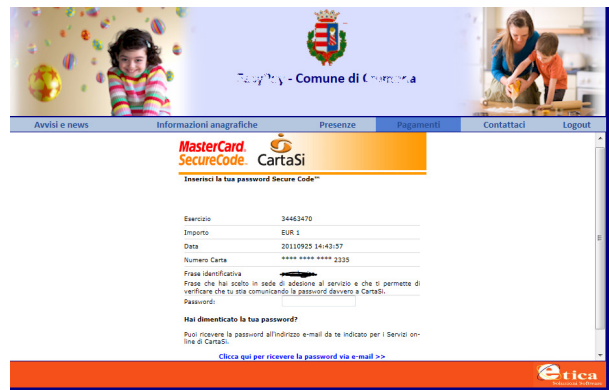 - Comune di
Avvisi e news Informazioni anagrafiche Presenze Pagamenti Contattaci Logout
MasterCard.
SecureCode. CartaSi
Inserisci la tua password Secure Code™
Esercizio 34463470
Importo EUR 1
Data 20110925 14:43:57
Numero Carta **** **** **** 2335
Frase identificativa
Frase che hai scelto in sede di adesione al servizio e che ti permette di
verificare che tu stia comunicando la password davvero a CartaSi.
Password:
Hai dimenticato la tua password?
Puoi ricevere la password all'indirizzo e-mail da te indicato per i Servizi on-
line di CartaSi.
Clicca qui per ricevere la password via e-mail >>
etica
Soluzioni Software